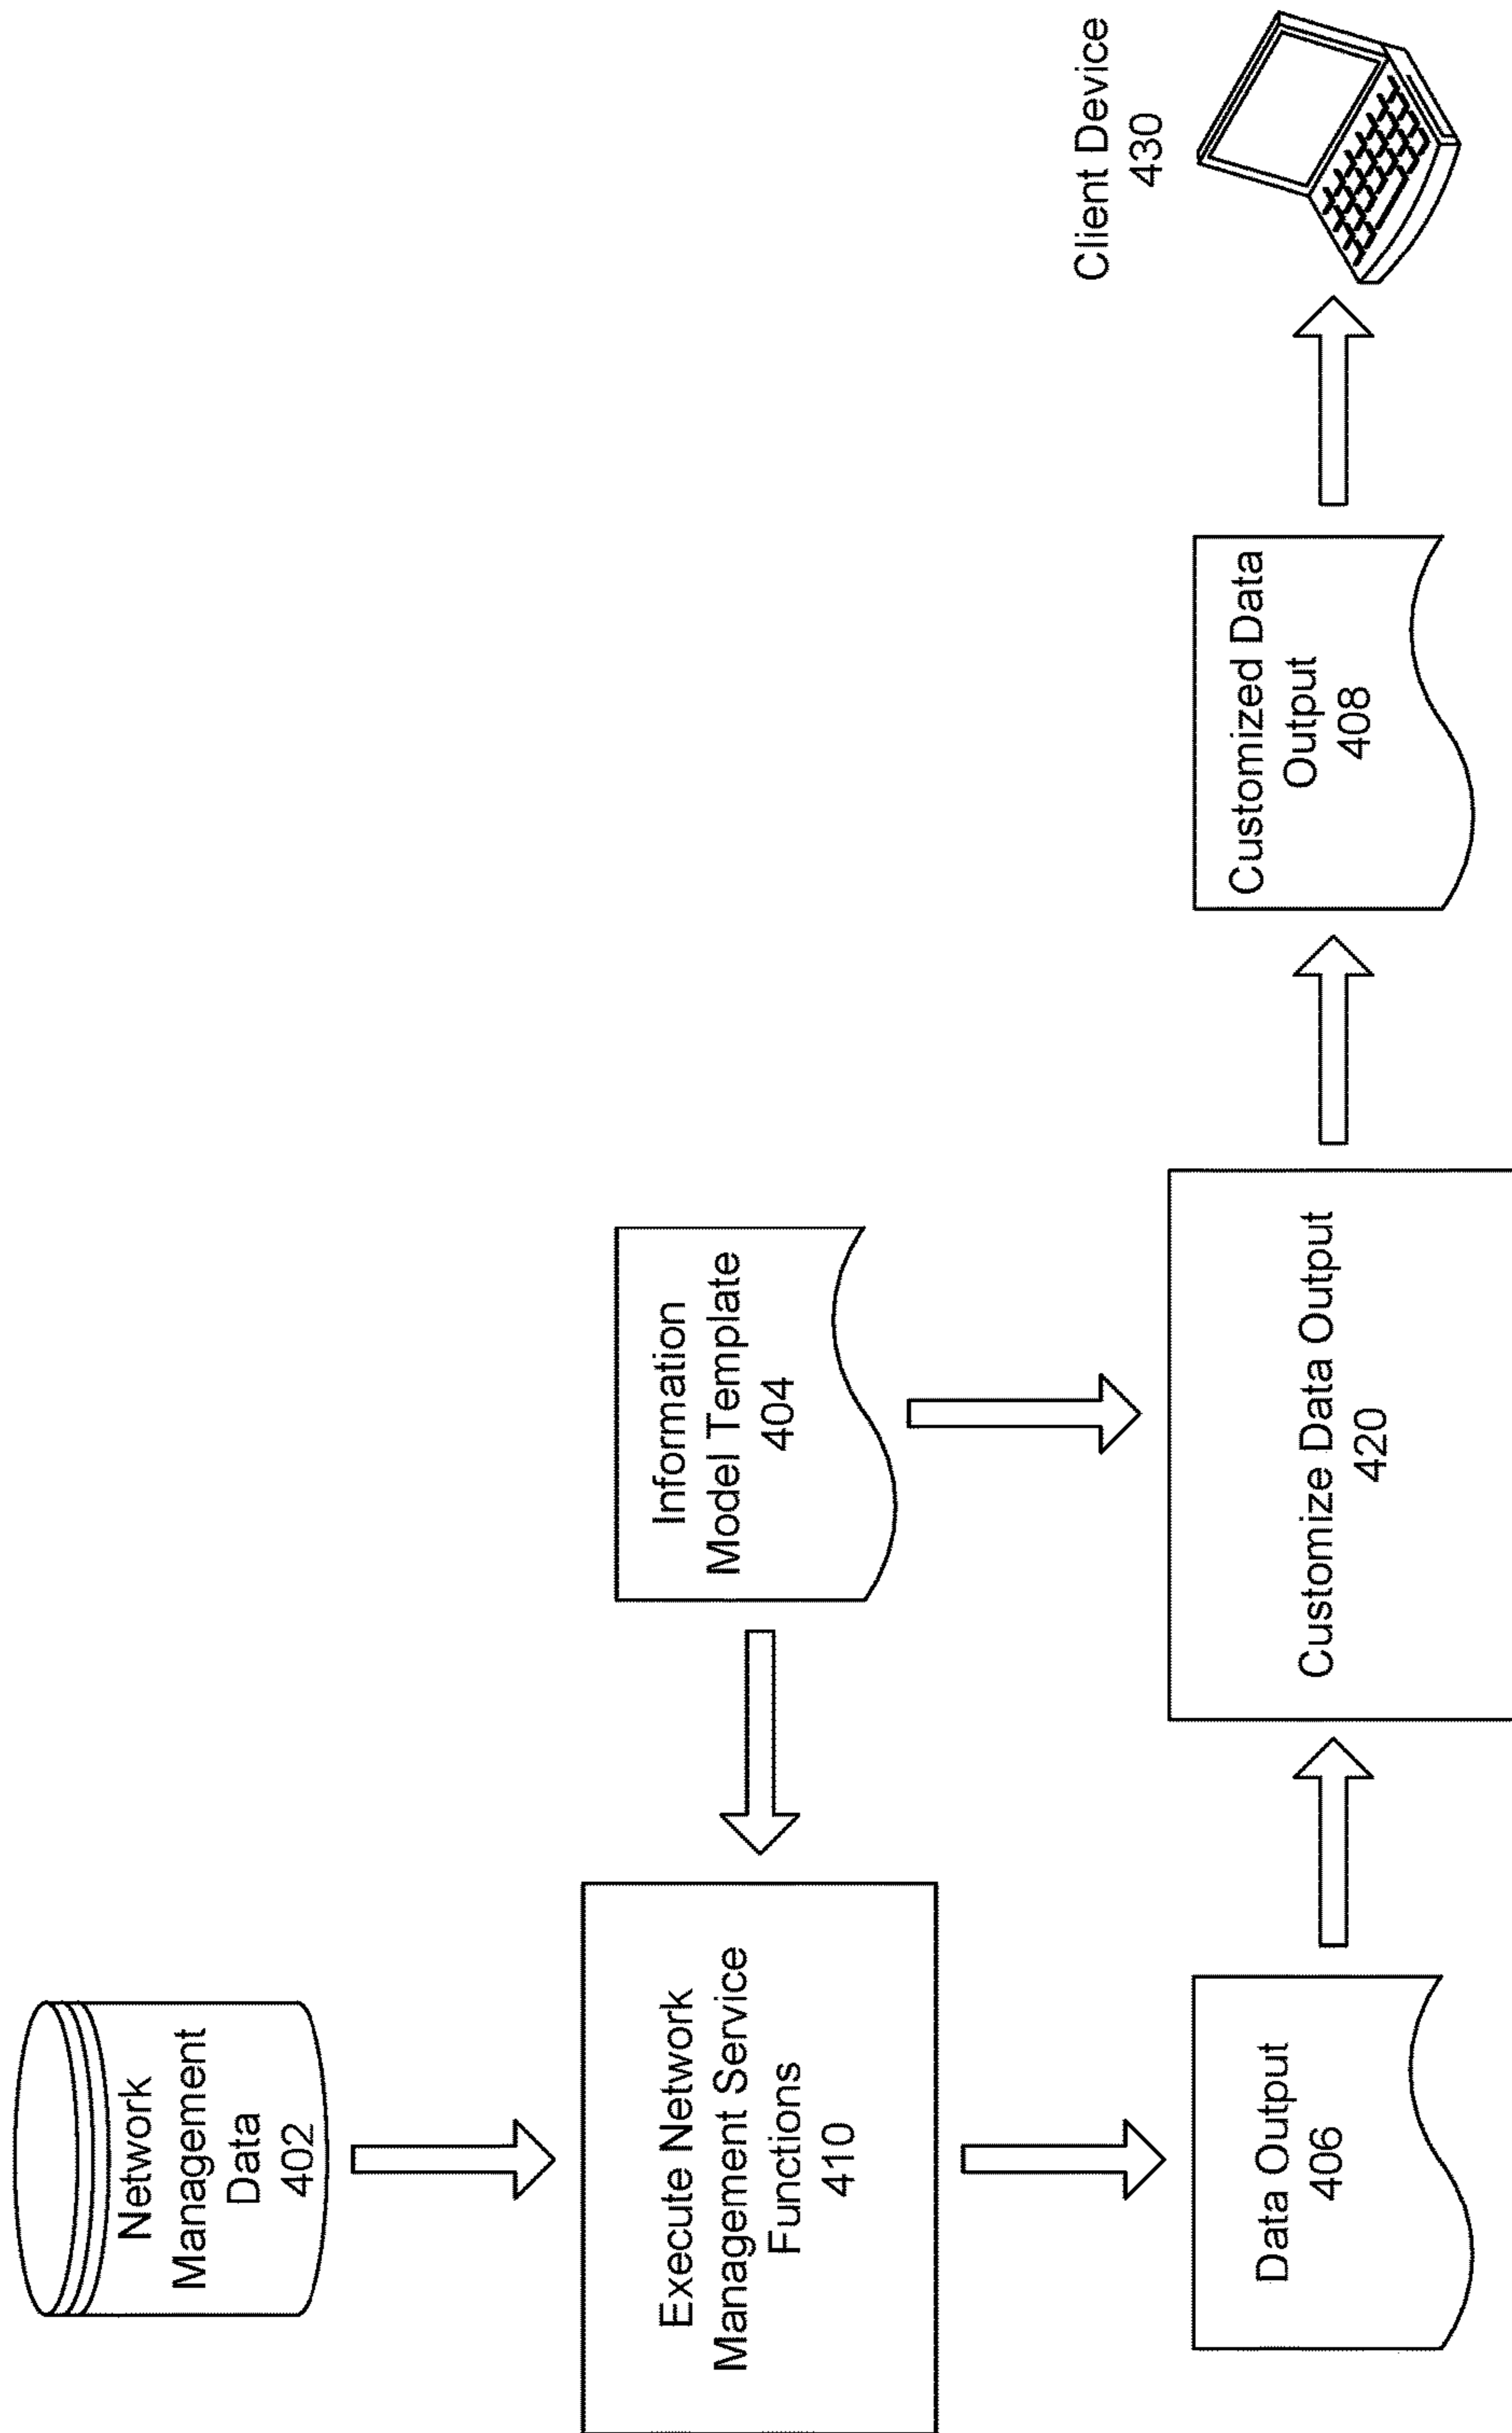 Network
Management
Data
402
Execute Network
Management Service
Functions
410
Information
Model Template
404
Data Output
406
Customize Data Output
420
Customized Data
Output
408
Client Device
430